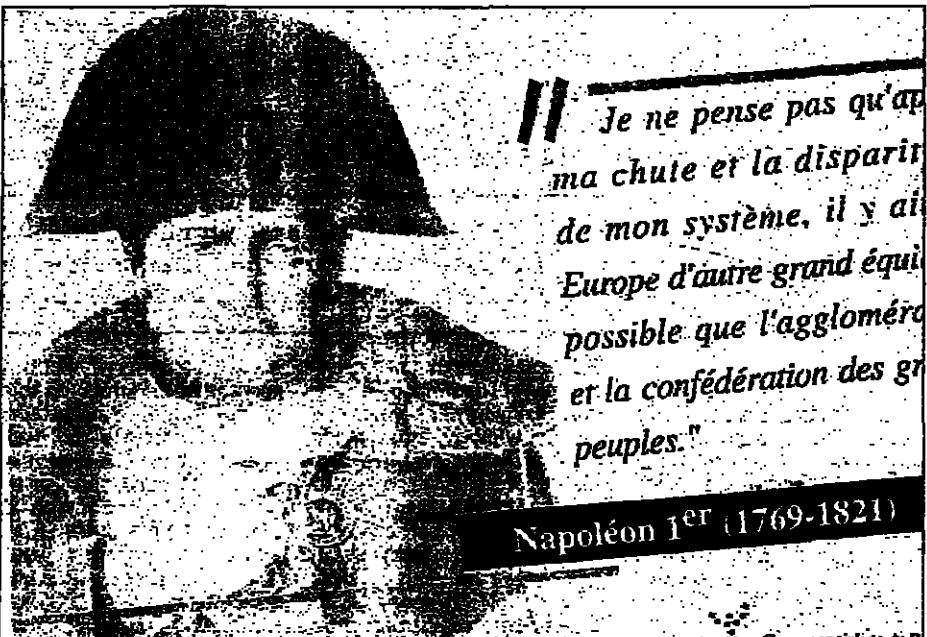 " Je ne pense pas qu'ap
ma chute et la disparit
de mon système, il y ai
Europe d'autre grand équi
possible que l'agglomér
et la confédération des gr
peuples."
Napoléon 1er (1769-1821)